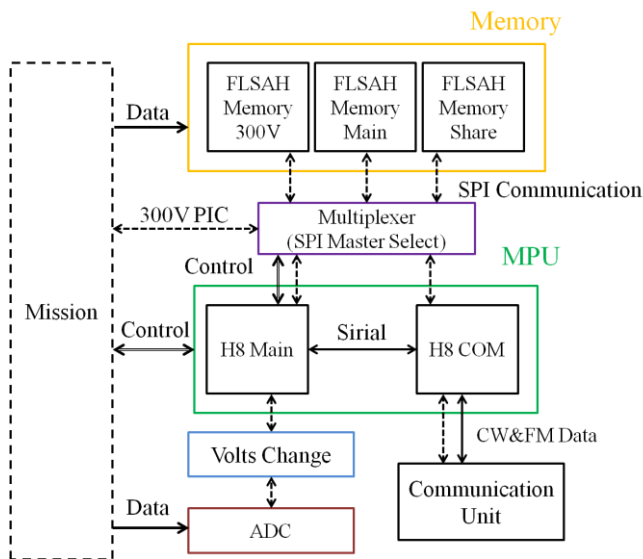 Memory
FLSAH
Memory
300V
FLSAH
Memory
Main
FLSAH
Memory
Share
Data
SPI Communication
300V PIC
Multiplexer
(SPI Master Select)
Control
MPU
Mission
Control
H8 Main
Sirial
H8 COM
CW&FM Data
Volts Change
Communication
Unit
Data
ADC